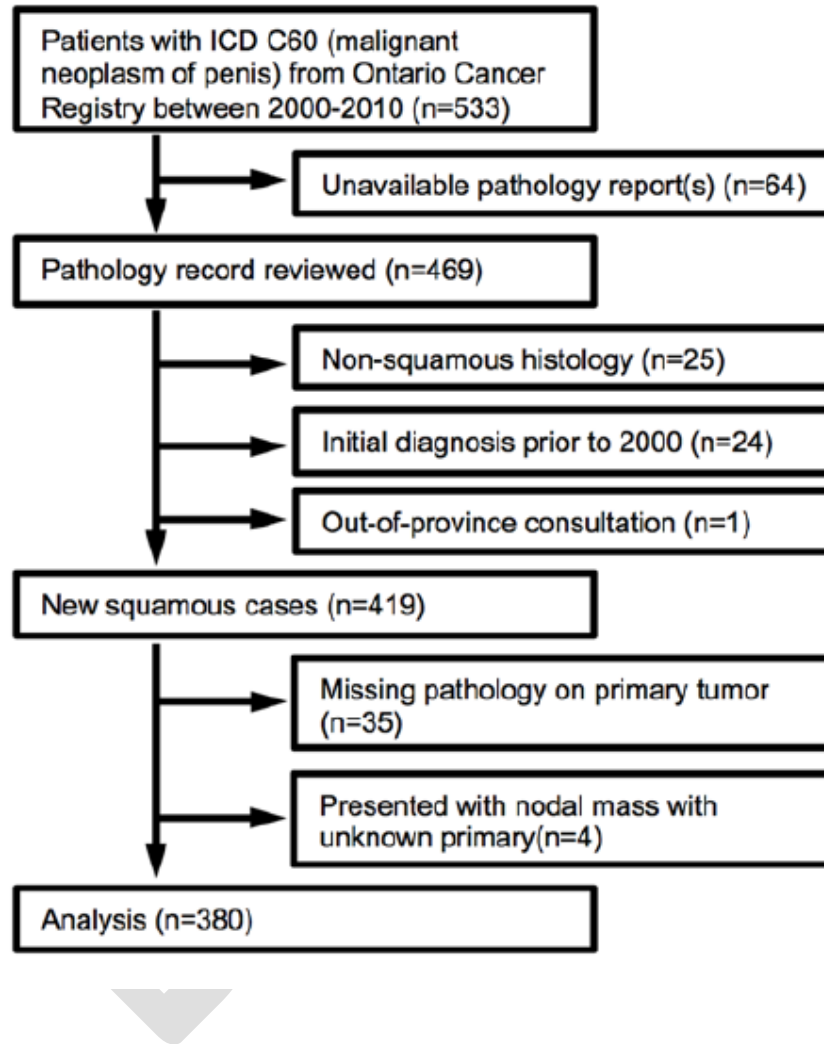 Patients with ICD C60 (malignant
neoplasm of penis) from Ontario Cancer
Registry between 2000-2010 (n=533)
Unavailable pathology report(s) (n=64)
Pathology record reviewed (n=469)
Non-squamous histology (n=25)
Initial diagnosis prior to 2000 (n=24)
Out-of-province consultation (n=1)
New squamous cases (n=419)
Missing pathology on primary tumor
(n=35)
Presented with nodal mass with
unknown primary(n=4)
Analysis (n=380)